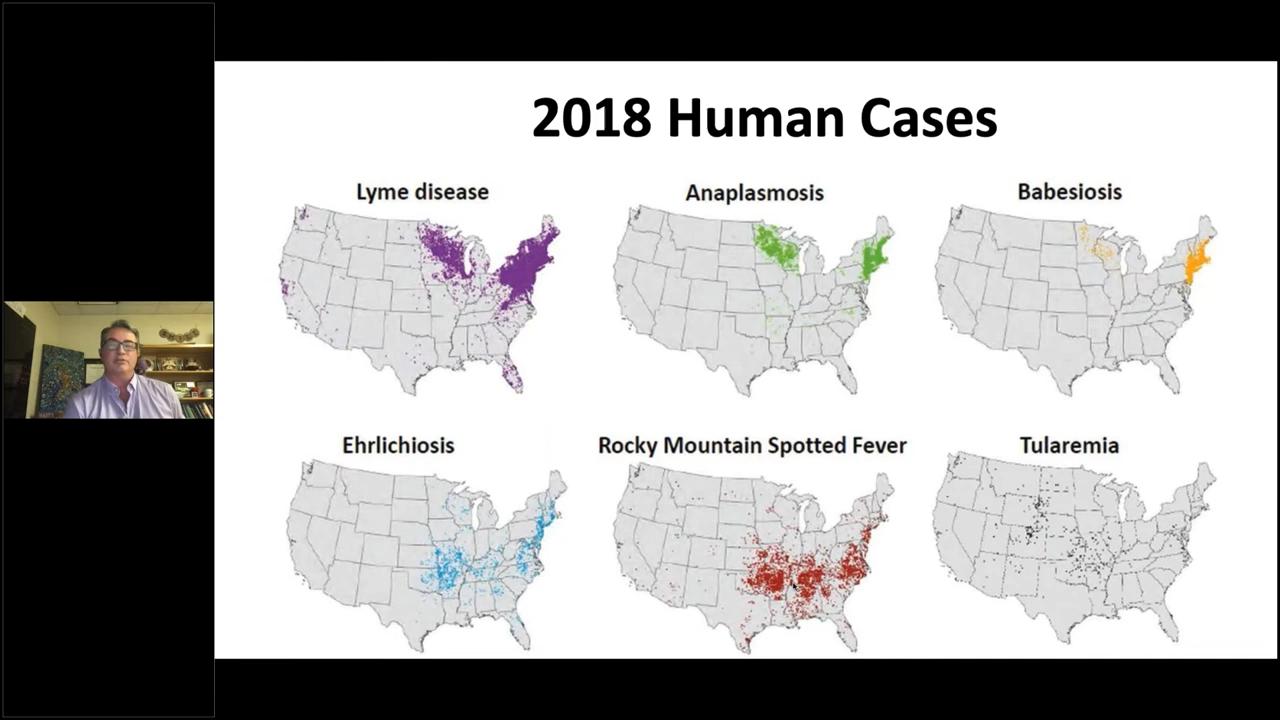 2018 Human Cases
Lyme disease
Anaplasmosis
Babesiosis
Ehrlichiosis
Rocky Mountain Spotted Fever
Tularemia